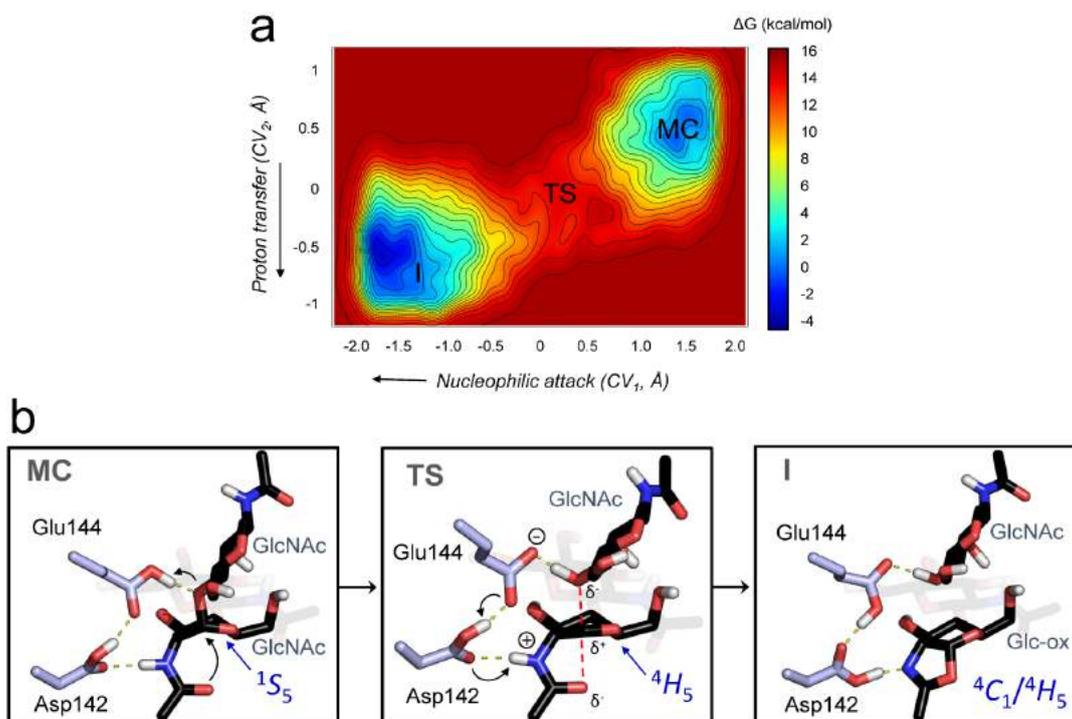 a
ΔG (kcal/mol)
16
14
12
10
8
6
4
2
0
-2
-4
Proton transfer (CV₂, Å)
1
0.5
0
-0.5
-1
MC
TS
I
-2.0 -1.5 -1.0 -0.5 0 0.5 1.0 1.5 2.0
Nucleophilic attack (CV₁, Å)
b
MC
Glu144
GlcNAc
GlcNAc
Asp142
¹S₅
TS
GlcNAc
Glu144
⊖
δ⁻
⊕
δ⁺
Asp142
δ⁻
⁴H₅
I
Glu144
GlcNAc
Glc-ox
Asp142
⁴C₁/⁴H₅